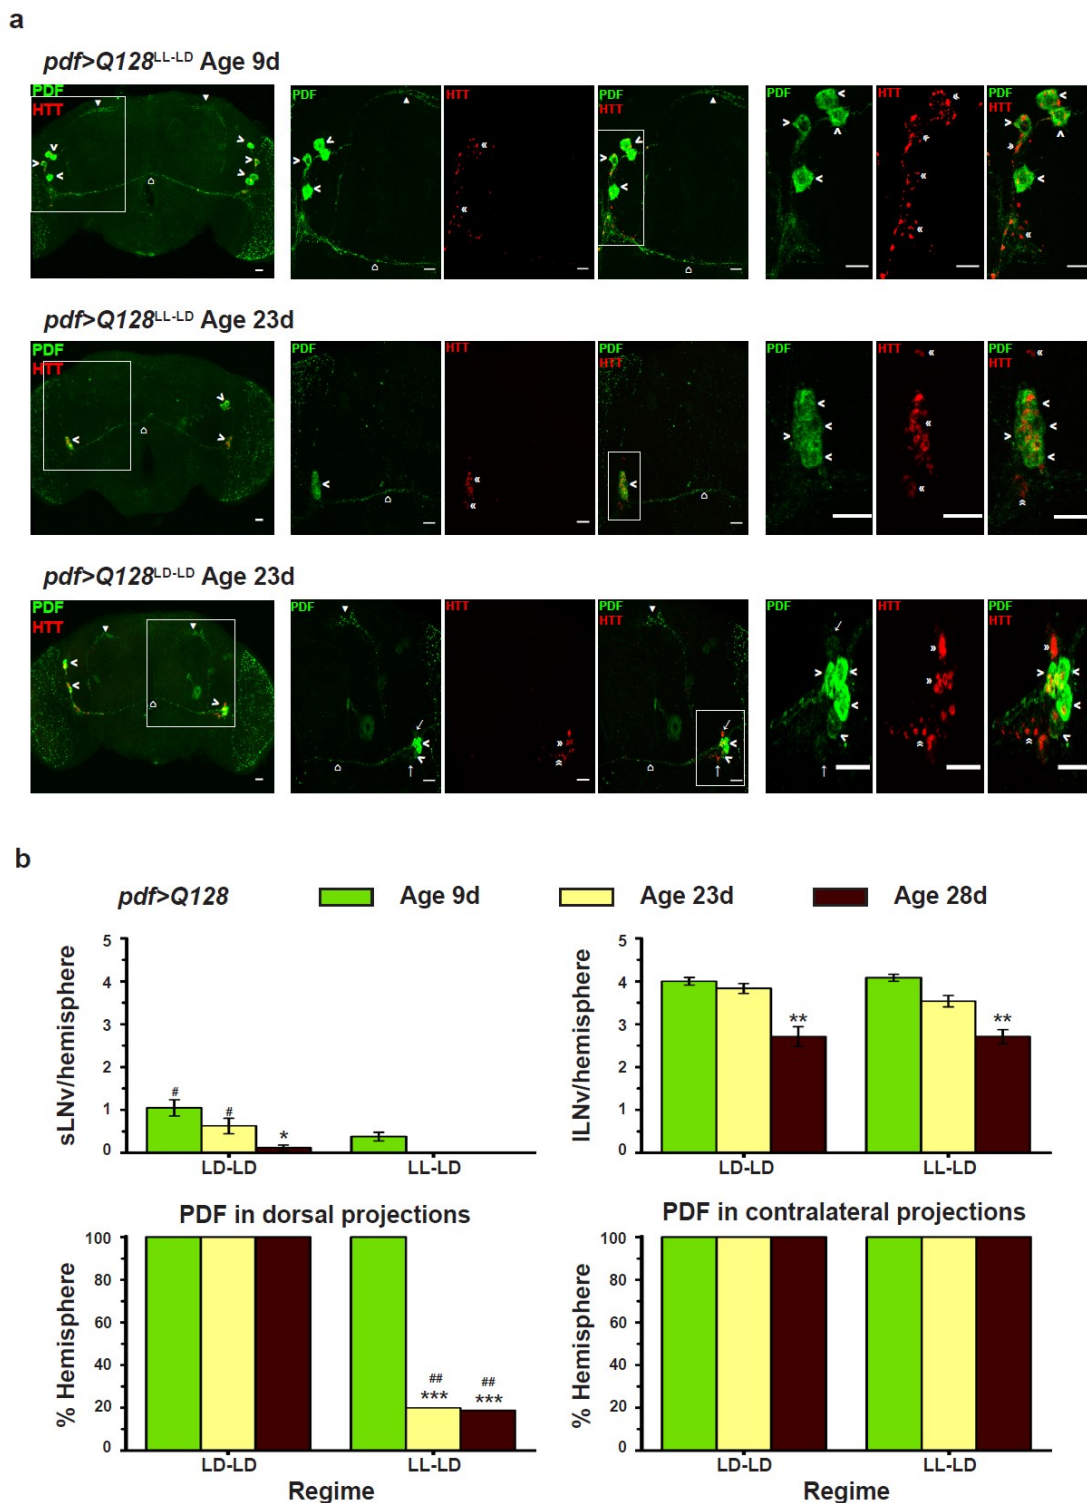 a
pdf>Q128LL-LD Age 9d
PDF
HTT
PDF
HTT
PDF
HTT
PDF
HTT
PDF
HTT
pdf>Q128LL-LD Age 23d
PDF
HTT
PDF
HTT
PDF
HTT
PDF
HTT
PDF
HTT
pdf>Q128LD-LD Age 23d
PDF
HTT
PDF
HTT
PDF
HTT
PDF
HTT
PDF
HTT
b
pdf>Q128
Age 9d
Age 23d
Age 28d
sLNv/hemisphere
5
4
3
2
1
0
#
#
*
LD-LD
LL-LD
lLNv/hemisphere
5
4
3
2
1
0
**
**
LD-LD
LL-LD
PDF in dorsal projections
% Hemisphere
100
80
60
40
20
0
##
***
##
***
LD-LD
LL-LD
Regime
PDF in contralateral projections
% Hemisphere
100
80
60
40
20
0
LD-LD
LL-LD
Regime